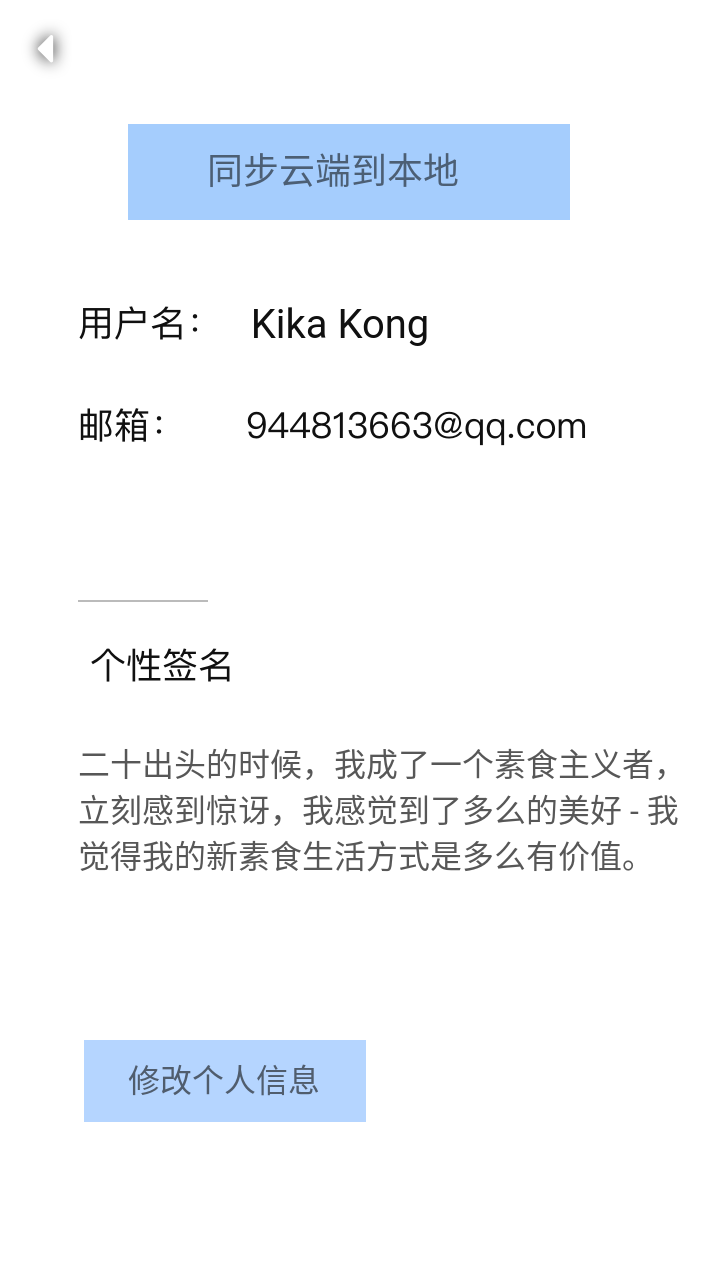 同步云端到本地
用户名： Kika Kong
邮箱： 944813663@qq.com
个性签名
二十出头的时候，我成了一个素食主义者，
立刻感到惊讶，我感觉到了多么的美好 - 我
觉得我的新素食生活方式是多么有价值。
修改个人信息